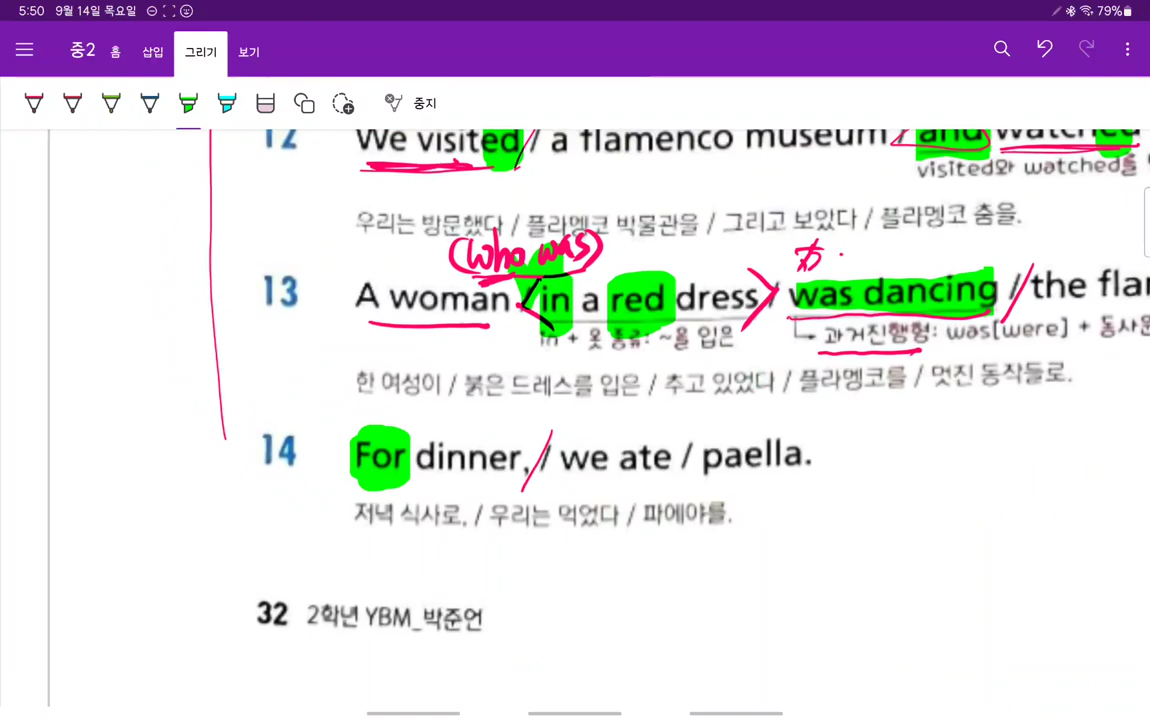 5:50 9월 14일 목요일 79%
중2 홈 삽입 그리기 보기
중지
12 We visited / a flamenco museum / and watched
visited와 watched를
우리는 방문했다 / 플라멩코 박물관을 / 그리고 보았다 / 플라멩코 춤을.
(who was)
13 A woman / in a red dress / was dancing / the fla
in + 옷 종류: ~을 입은 과거진행형: was[were] + 동사원
한 여성이 / 붉은 드레스를 입은 / 추고 있었다 / 플라멩코를 / 멋진 동작들로.
14 For dinner, / we ate / paella.
저녁 식사로, / 우리는 먹었다 / 파에야를.
32 2학년 YBM_박준언